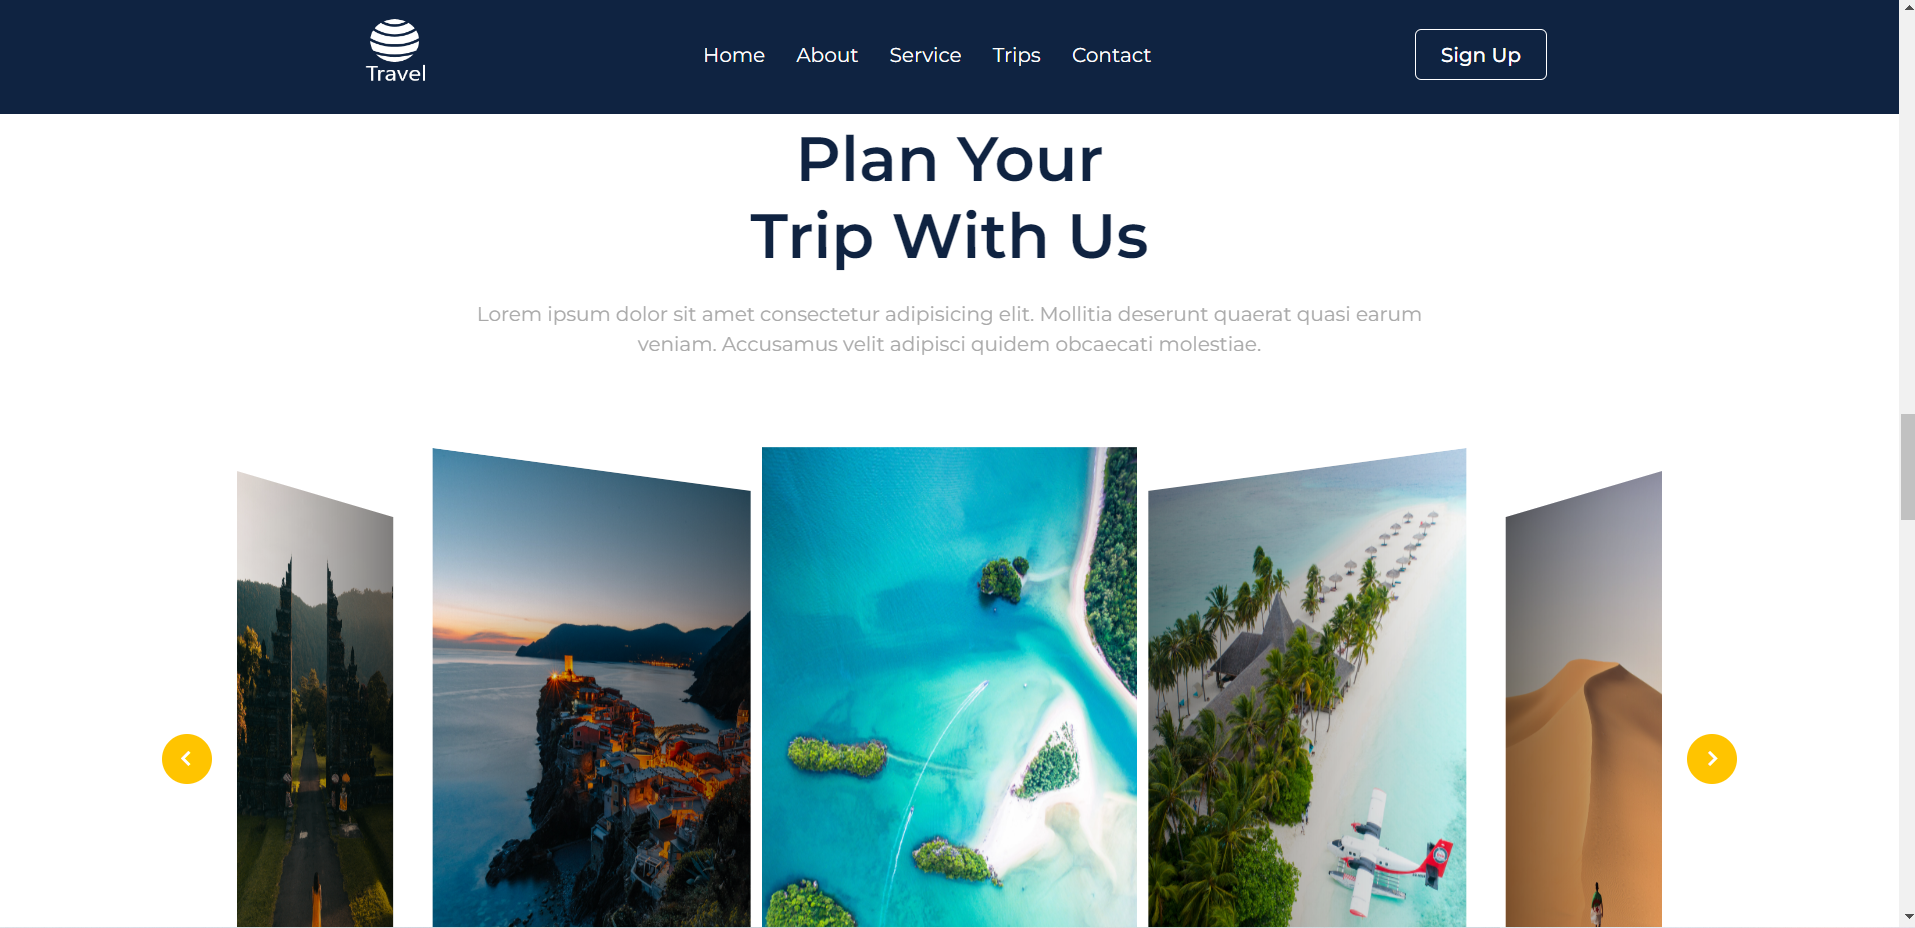 Travel
Home
About
Service
Trips
Contact
Sign Up
Plan Your
Trip With Us
Lorem ipsum dolor sit amet consectetur adipisicing elit. Mollitia deserunt quaerat quasi earum
veniam. Accusamus velit adipisci quidem obcaecati molestiae.